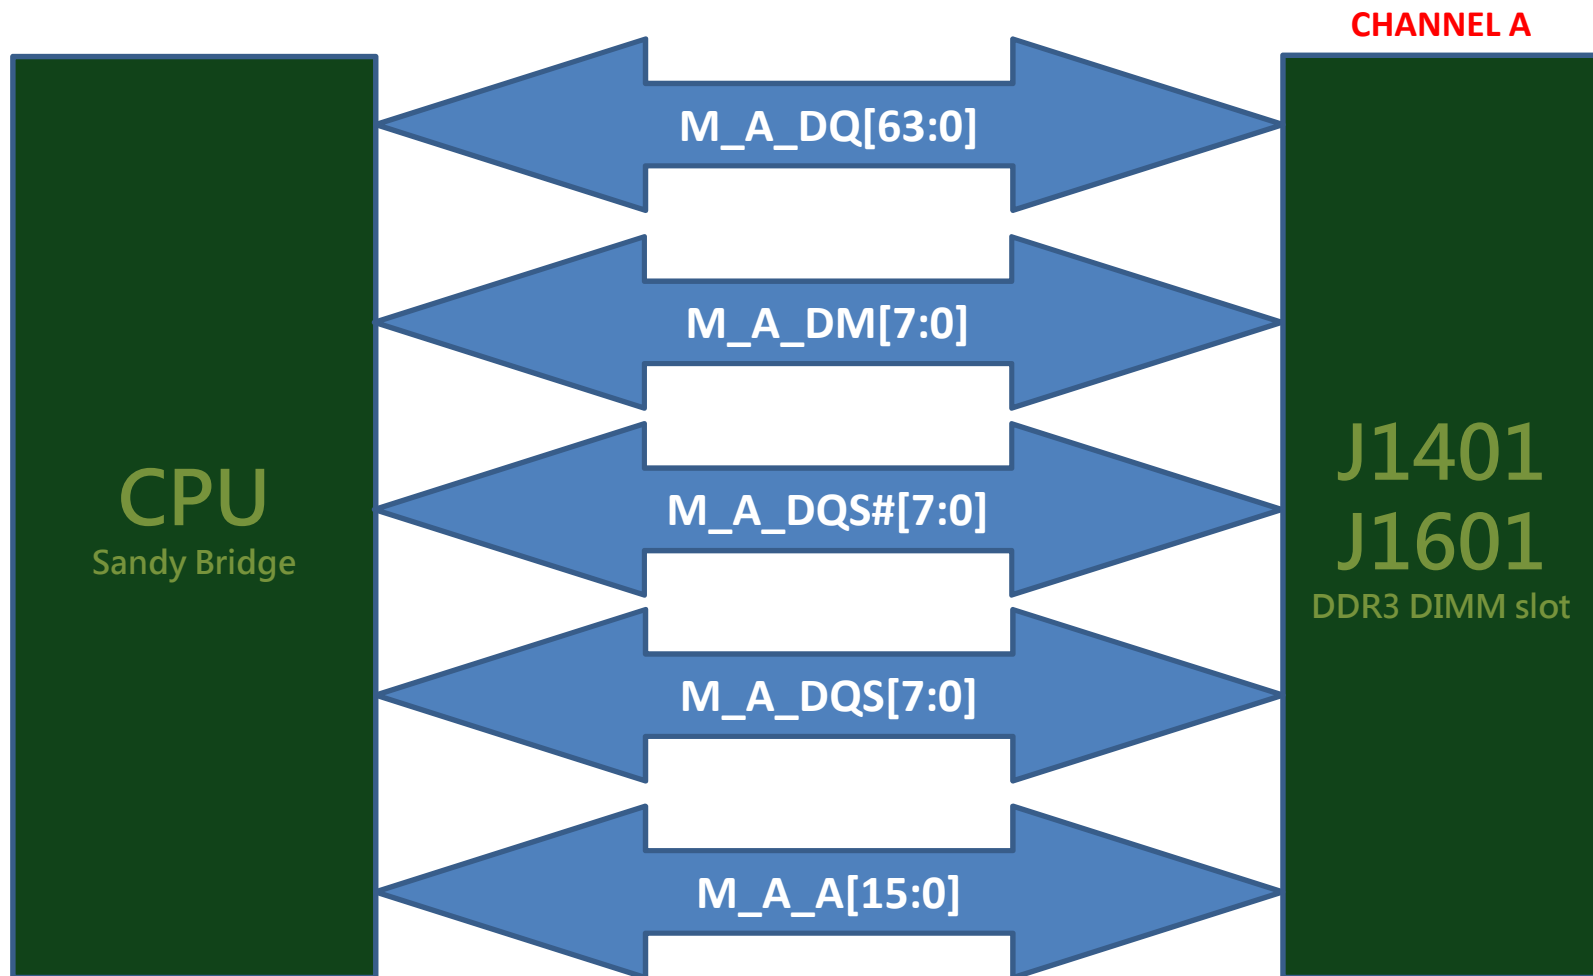 CHANNEL A
M_A_DQ[63:0]
M_A_DM[7:0]
CPU
Sandy Bridge
M_A_DQS#[7:0]
J1401
J1601
DDR3 DIMM slot
M_A_DQS[7:0]
M_A_A[15:0]